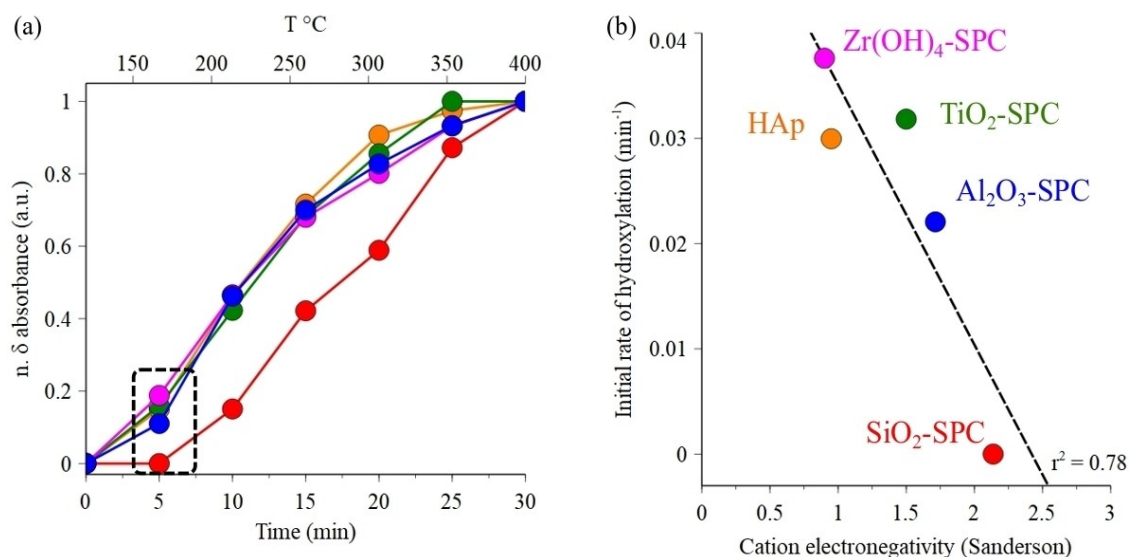 (a)
T °C
150 200 250 300 350 400
1
0.8
0.6
0.4
0.2
0
n. δ absorbance (a.u.)
0 5 10 15 20 25 30
Time (min)
(b)
0.04
0.03
0.02
0.01
0
Initial rate of hydroxylation (min⁻¹)
Zr(OH)₄-SPC
HAp
TiO₂-SPC
Al₂O₃-SPC
SiO₂-SPC
r² = 0.78
0 0.5 1 1.5 2 2.5 3
Cation electronegativity (Sanderson)